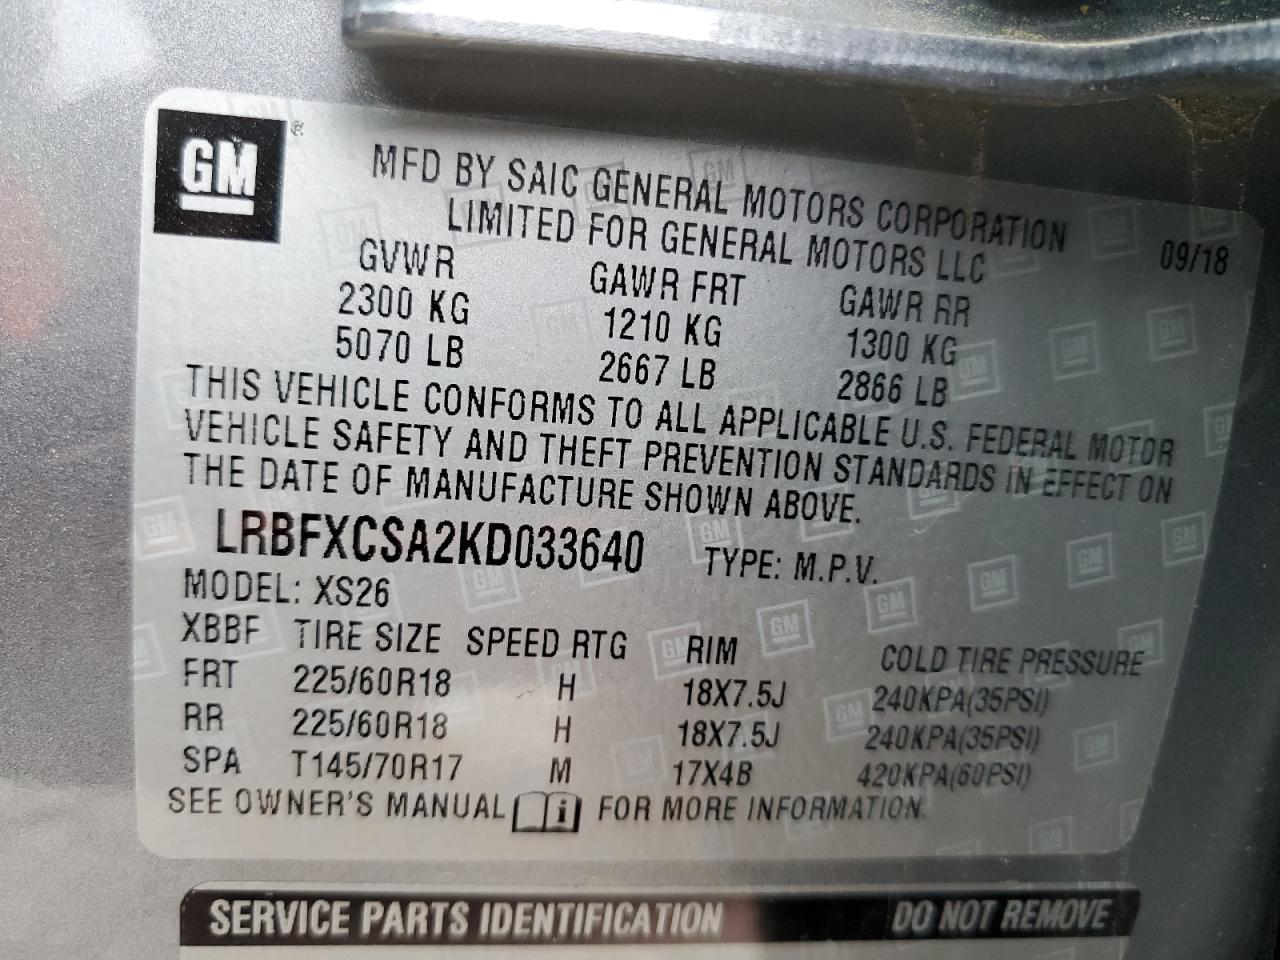 GM ®
MFD BY SAIC GENERAL MOTORS CORPORATION
LIMITED FOR GENERAL MOTORS LLC 09/18
GVWR GAWR FRT GAWR RR
2300 KG 1210 KG 1300 KG
5070 LB 2667 LB 2866 LB
THIS VEHICLE CONFORMS TO ALL APPLICABLE U.S. FEDERAL MOTOR
VEHICLE SAFETY AND THEFT PREVENTION STANDARDS IN EFFECT ON
THE DATE OF MANUFACTURE SHOWN ABOVE.
LRBFXCSA2KD033640 TYPE: M.P.V.
MODEL: XS26
XBBF TIRE SIZE SPEED RTG RIM COLD TIRE PRESSURE
FRT 225/60R18 H 18X7.5J 240KPA(35PSI)
RR 225/60R18 H 18X7.5J 240KPA(35PSI)
SPA T145/70R17 M 17X4B 420KPA(60PSI)
SEE OWNER'S MANUAL i FOR MORE INFORMATION.
SERVICE PARTS IDENTIFICATION DO NOT REMOVE